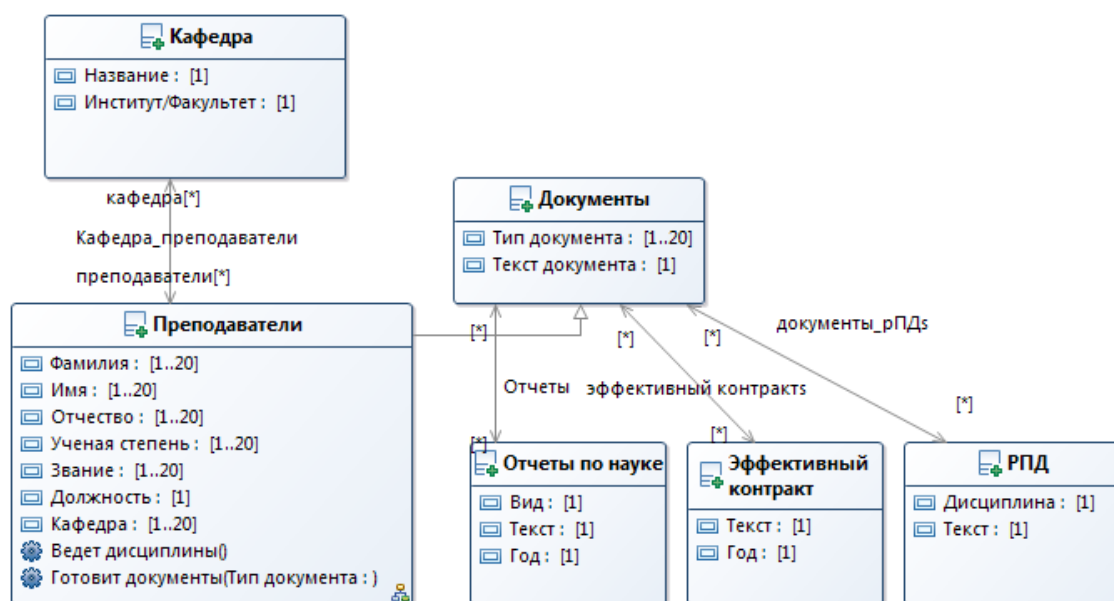 Кафедра
Название : [1]
Институт/Факультет : [1]
кафедра[*]
Кафедра_преподаватели
преподаватели[*]
Преподаватели
Фамилия : [1..20]
Имя : [1..20]
Отчество : [1..20]
Ученая степень : [1..20]
Звание : [1..20]
Должность : [1]
Кафедра : [1..20]
Ведет дисциплины()
Готовит документы(Тип документа : )
Документы
Тип документа : [1..20]
Текст документа : [1]
[*]
[*]
[*]
документы_рПДs
Отчеты
эффективный контрактs
[*]
[*]
[*]
Отчеты по науке
Вид : [1]
Текст : [1]
Год : [1]
Эффективный
контракт
Текст : [1]
Год : [1]
РПД
Дисциплина : [1]
Текст : [1]